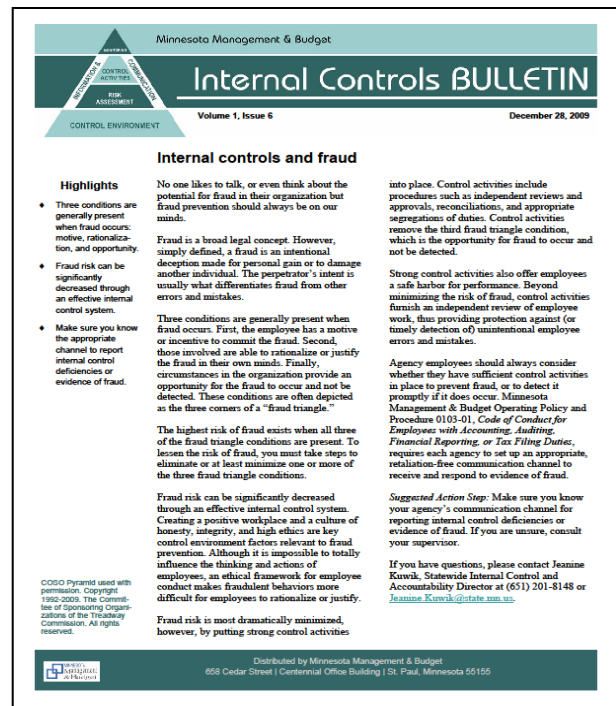 Minnesota Management & Budget
Internal Controls BULLETIN
MONITORING
INFORMATION &
COMMUNICATION
CONTROL
ACTIVITIES
RISK
ASSESSMENT
CONTROL ENVIRONMENT
Volume 1, Issue 6
December 28, 2009
Internal controls and fraud
Highlights
♦ Three conditions are
generally present
when fraud occurs:
motive, rationaliza-
tion, and opportunity.
♦ Fraud risk can be
significantly
decreased through
an effective internal
control system.
♦ Make sure you know
the appropriate
channel to report
internal control
deficiencies or
evidence of fraud.
COSO Pyramid used with
permission. Copyright
1992-2009. The Commit-
tee of Sponsoring Organi-
zations of the Treadway
Commission. All rights
reserved.
No one likes to talk, or even think about the
potential for fraud in their organization but
fraud prevention should always be on our
minds.
Fraud is a broad legal concept. However,
simply defined, a fraud is an intentional
deception made for personal gain or to damage
another individual. The perpetrator's intent is
usually what differentiates fraud from other
errors and mistakes.
Three conditions are generally present when
fraud occurs. First, the employee has a motive
or incentive to commit the fraud. Second,
those involved are able to rationalize or justify
the fraud in their own minds. Finally,
circumstances in the organization provide an
opportunity for the fraud to occur and not be
detected. These conditions are often depicted
as the three corners of a "fraud triangle."
The highest risk of fraud exists when all three
of the fraud triangle conditions are present. To
lessen the risk of fraud, you must take steps to
eliminate or at least minimize one or more of
the three fraud triangle conditions.
Fraud risk can be significantly decreased
through an effective internal control system.
Creating a positive workplace and a culture of
honesty, integrity, and high ethics are key
control environment factors relevant to fraud
prevention. Although it is impossible to totally
influence the thinking and actions of
employees, an ethical framework for employee
conduct makes fraudulent behaviors more
difficult for employees to rationalize or justify.
Fraud risk is most dramatically minimized,
however, by putting strong control activities
into place. Control activities include
procedures such as independent reviews and
approvals, reconciliations, and appropriate
segregations of duties. Control activities
remove the third fraud triangle condition,
which is the opportunity for fraud to occur and
not be detected.
Strong control activities also offer employees
a safe harbor for performance. Beyond
minimizing the risk of fraud, control activities
furnish an independent review of employee
work, thus providing protection against (or
timely detection of) unintentional employee
errors and mistakes.
Agency employees should always consider
whether they have sufficient control activities
in place to prevent fraud, or to detect it
promptly if it does occur. Minnesota
Management & Budget Operating Policy and
Procedure 0103-01, Code of Conduct for
Employees with Accounting, Auditing,
Financial Reporting, or Tax Filing Duties,
requires each agency to set up an appropriate,
retaliation-free communication channel to
receive and respond to evidence of fraud.
Suggested Action Step: Make sure you know
your agency's communication channel for
reporting internal control deficiencies or
evidence of fraud. If you are unsure, consult
your supervisor.
If you have questions, please contact Jeanine
Kuwik, Statewide Internal Control and
Accountability Director at (651) 201-8148 or
Jeanine.Kuwik@state.mn.us.
Management
& Budget
Distributed by Minnesota Management & Budget
658 Cedar Street | Centennial Office Building | St. Paul, Minnesota 55155